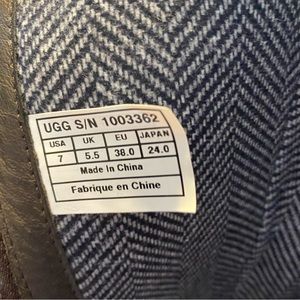 UGG S/N 1003362
USA UK EU JAPAN
7 5.5 38.0 24.0
Made In China
Fabrique en Chine